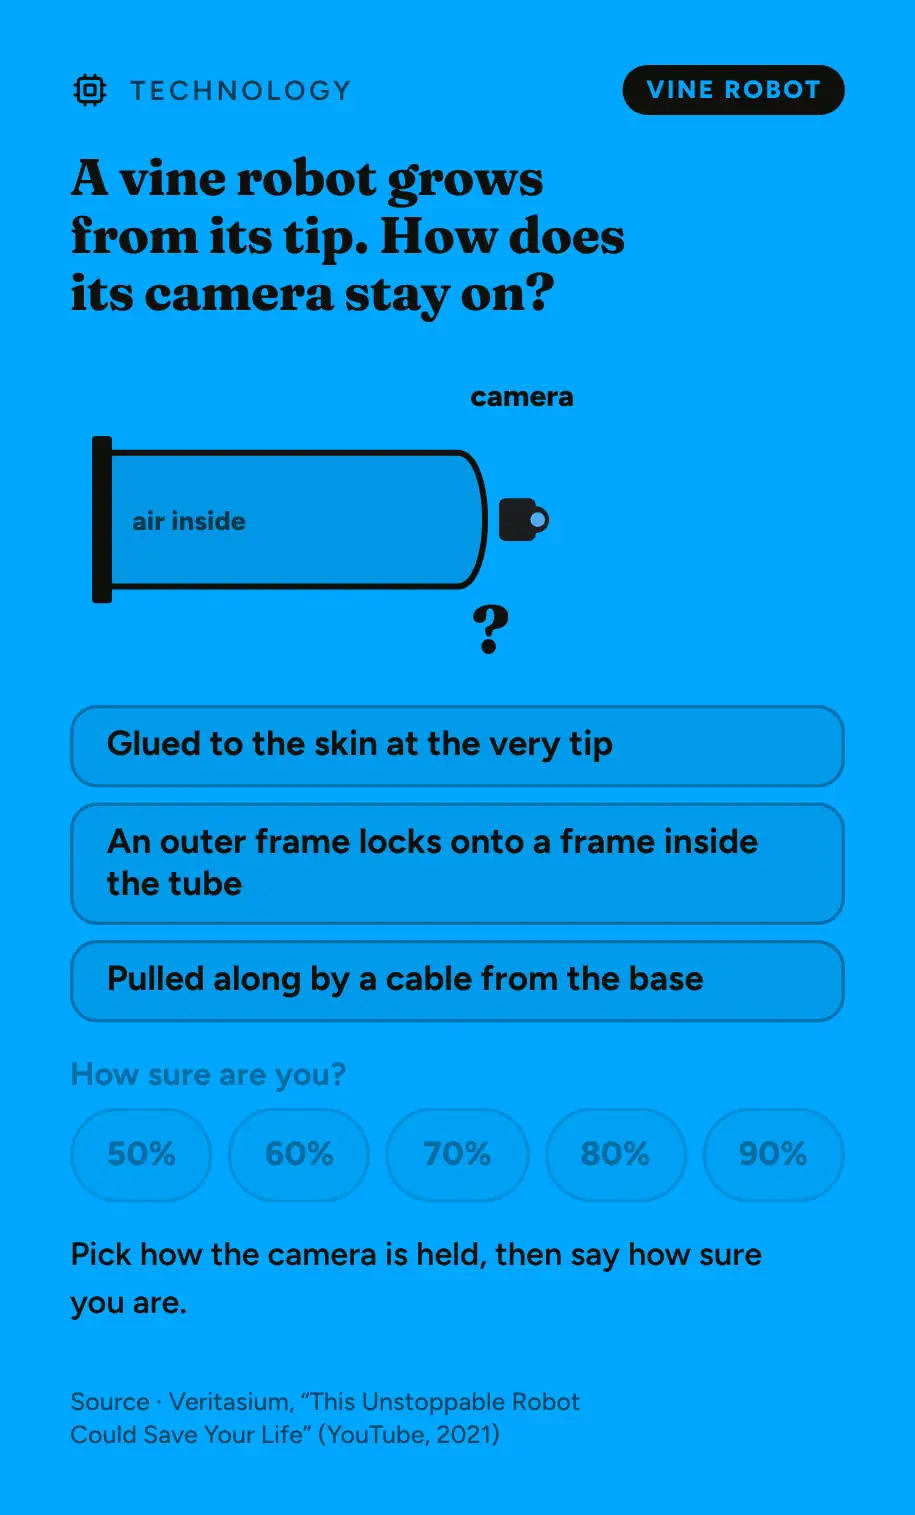 TECHNOLOGY
VINE ROBOT
A vine robot grows
from its tip. How does
its camera stay on?
camera
air inside
?
Glued to the skin at the very tip
An outer frame locks onto a frame inside
the tube
Pulled along by a cable from the base
How sure are you?
50%
60%
70%
80%
90%
Pick how the camera is held, then say how sure
you are.
Source · Veritasium, “This Unstoppable Robot
Could Save Your Life” (YouTube, 2021)